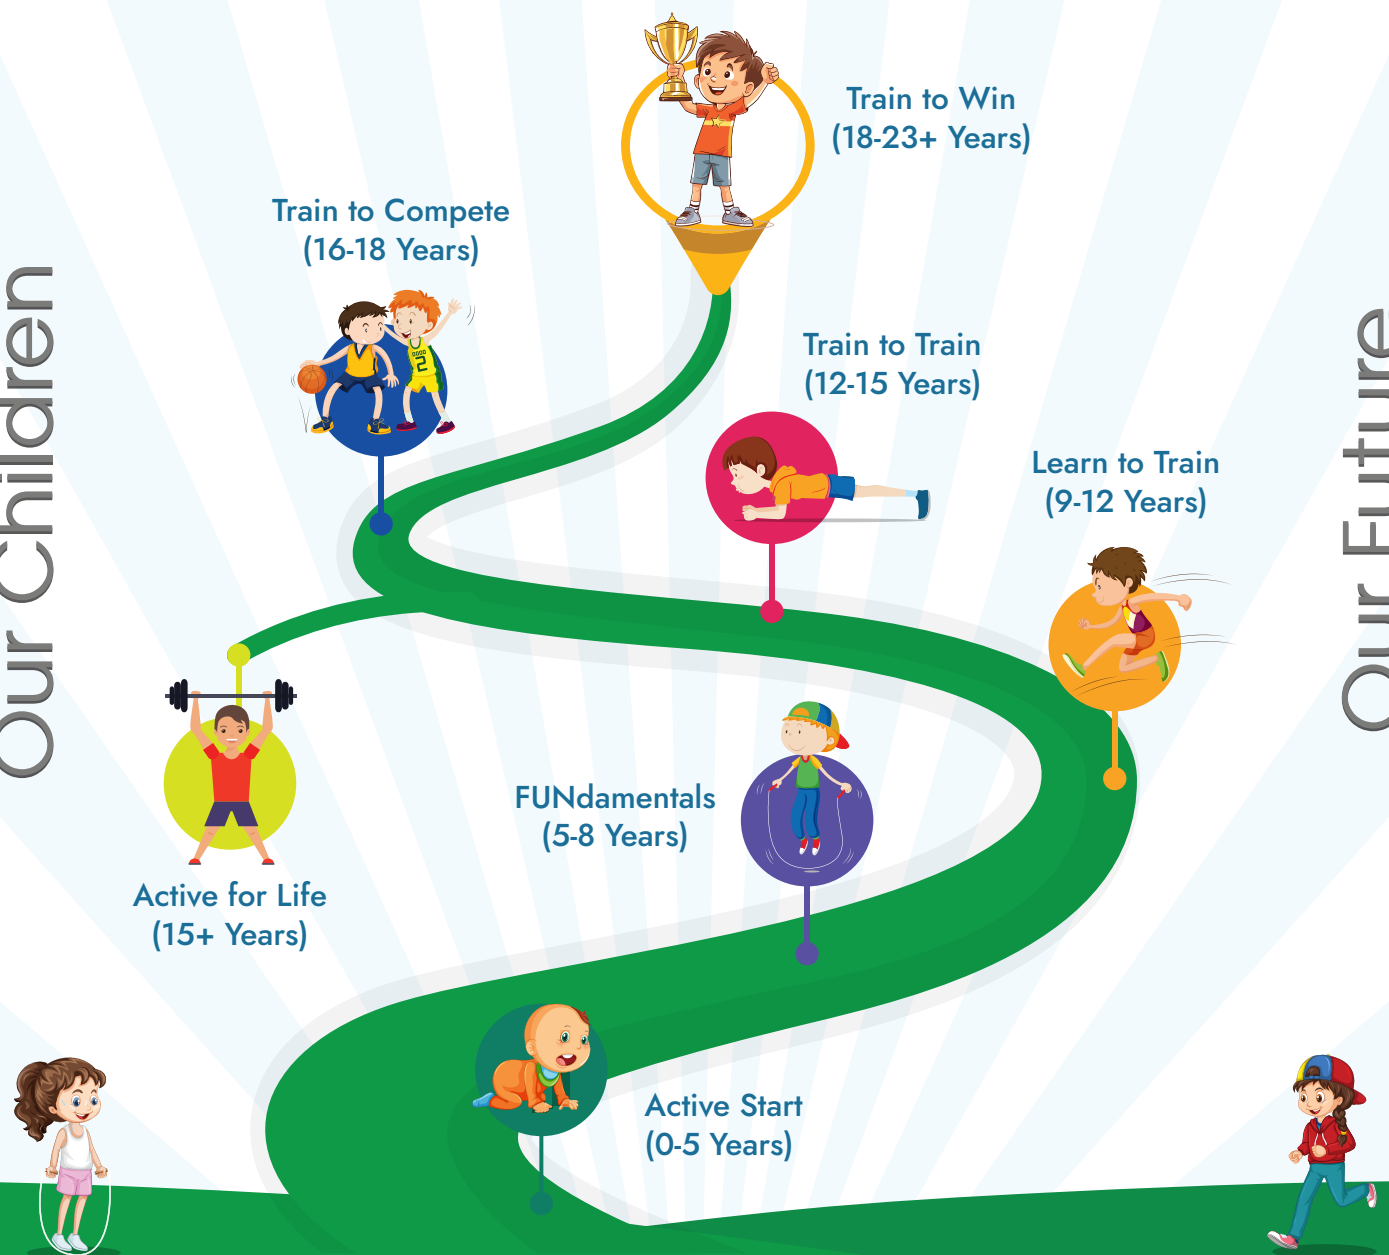 Train to Win
(18-23+ Years)
Train to Compete
(16-18 Years)
Train to Train
(12-15 Years)
Learn to Train
(9-12 Years)
FUNdamentals
(5-8 Years)
Active for Life
(15+ Years)
Active Start
(0-5 Years)
Our Children
Our Future